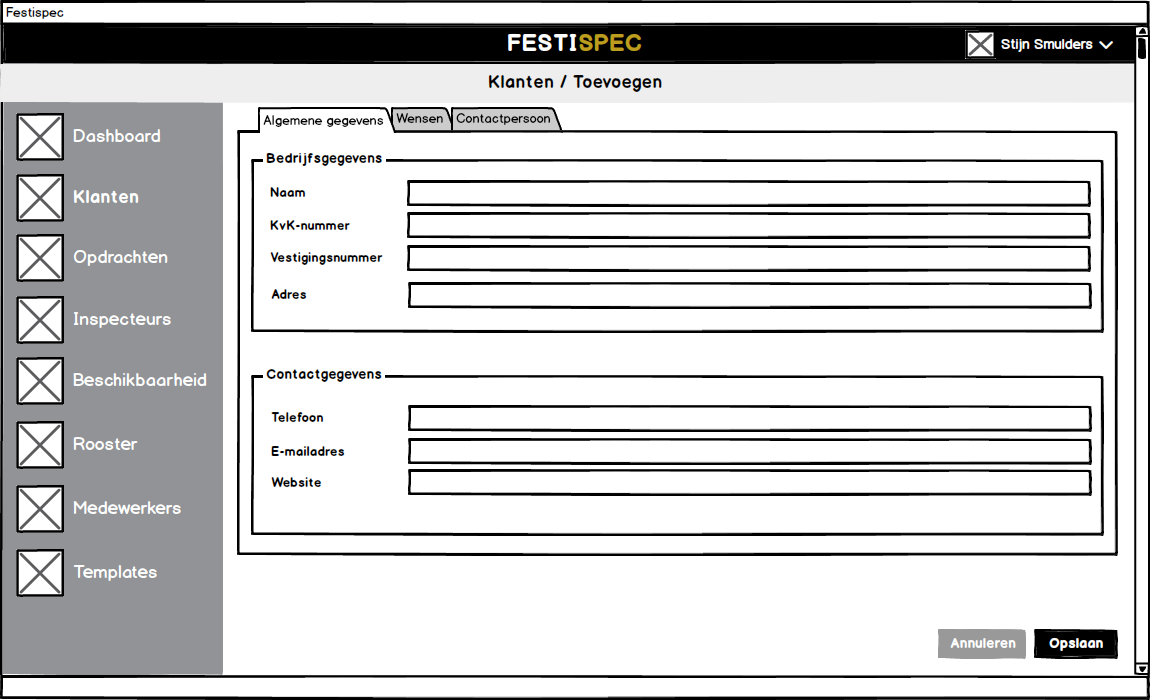 Festispec
FESTISPEC
Stijn Smulders
Klanten / Toevoegen
Dashboard
Klanten
Opdrachten
Inspecteurs
Beschikbaarheid
Rooster
Medewerkers
Templates
Algemene gegevens
Wensen
Contactpersoon
Bedrijfsgegevens
Naam
KvK-nummer
Vestigingsnummer
Adres
Contactgegevens
Telefoon
E-mailadres
Website
Annuleren
Opslaan